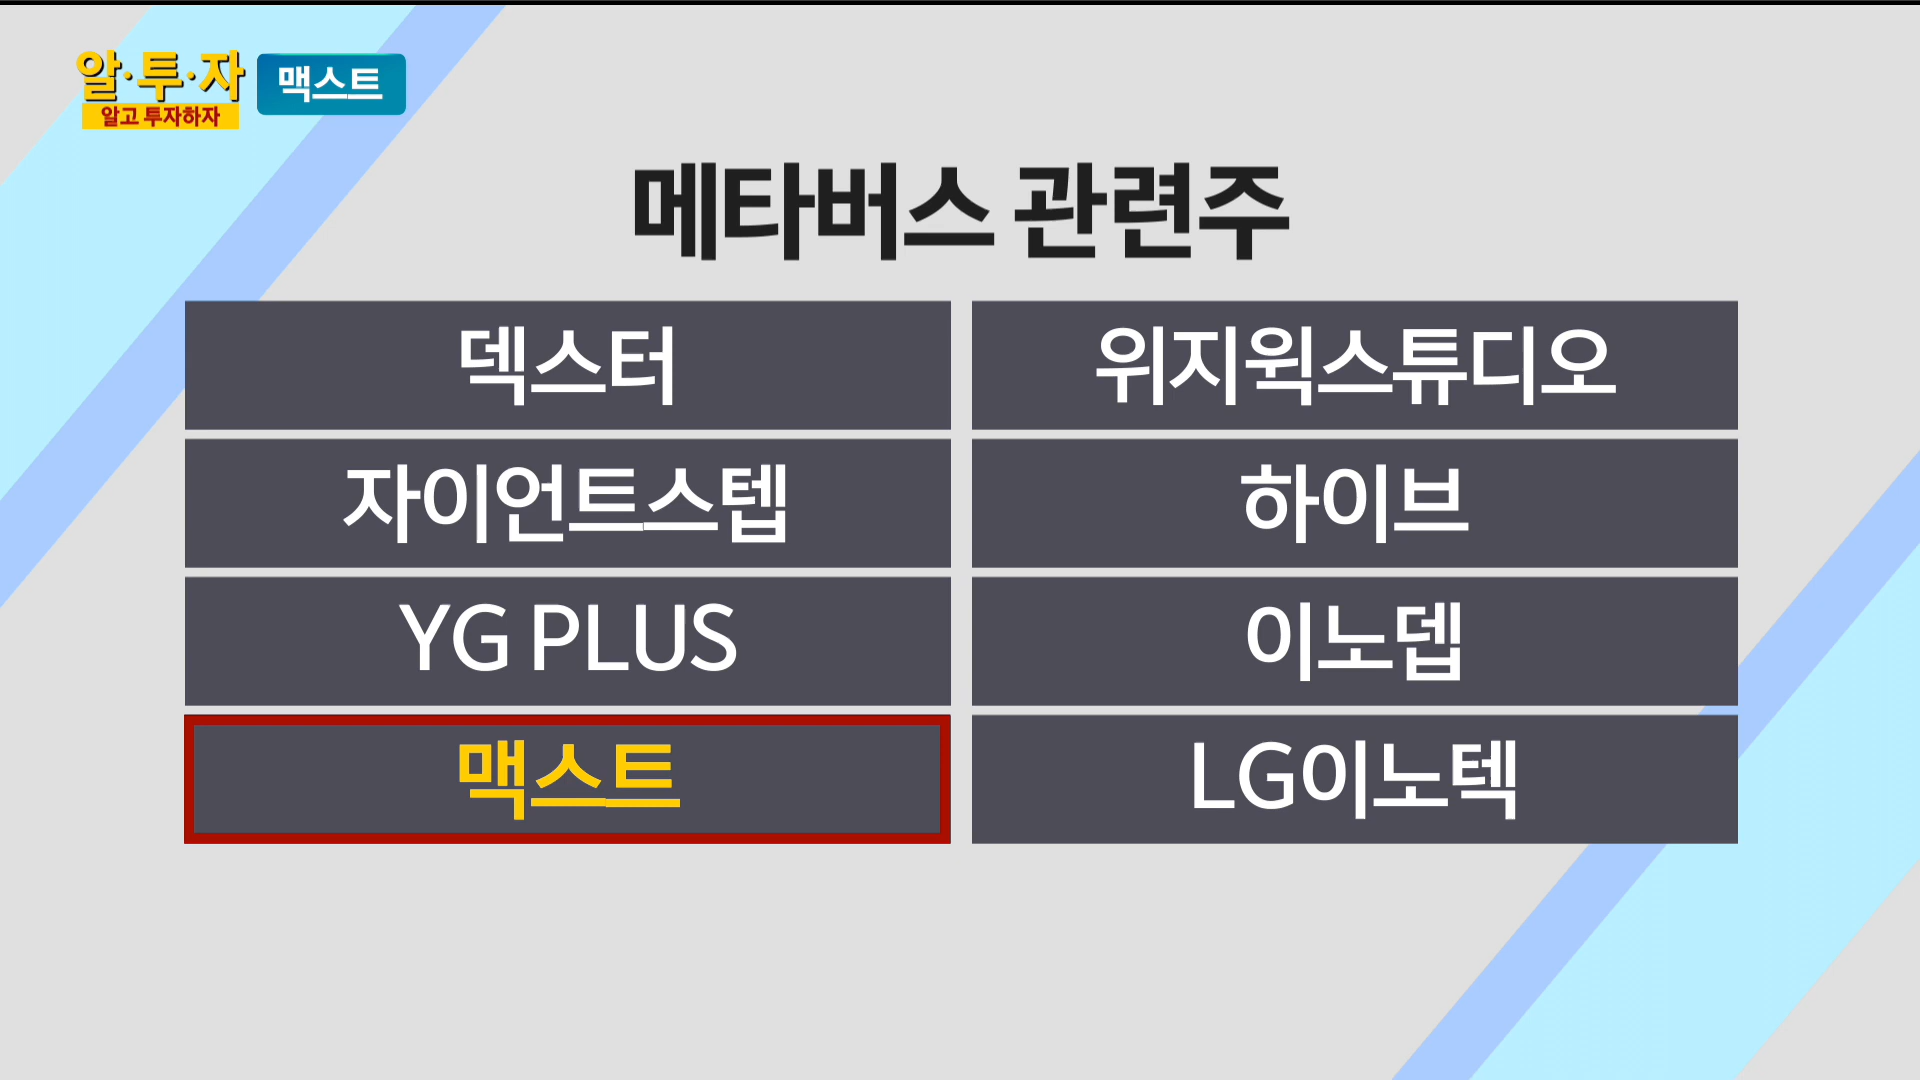 알·투·자
알고 투자하자
맥스트
메타버스 관련주
덱스터
위지윅스튜디오
자이언트스텝
하이브
YG PLUS
이노뎁
맥스트
LG이노텍